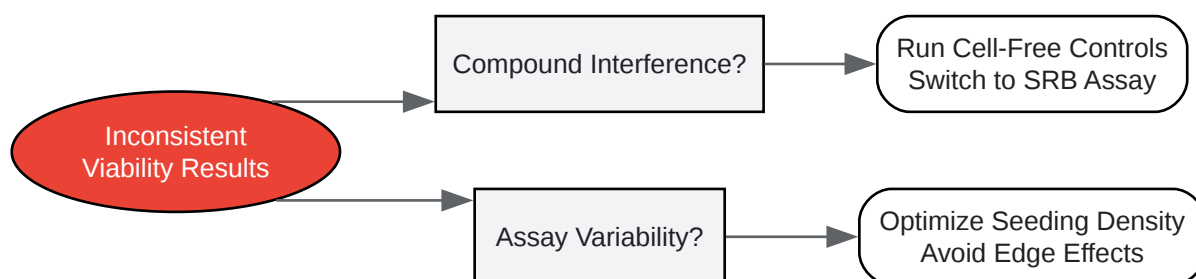 Inconsistent
Viability Results
Compound Interference?
Run Cell-Free Controls
Switch to SRB Assay
Assay Variability?
Optimize Seeding Density
Avoid Edge Effects